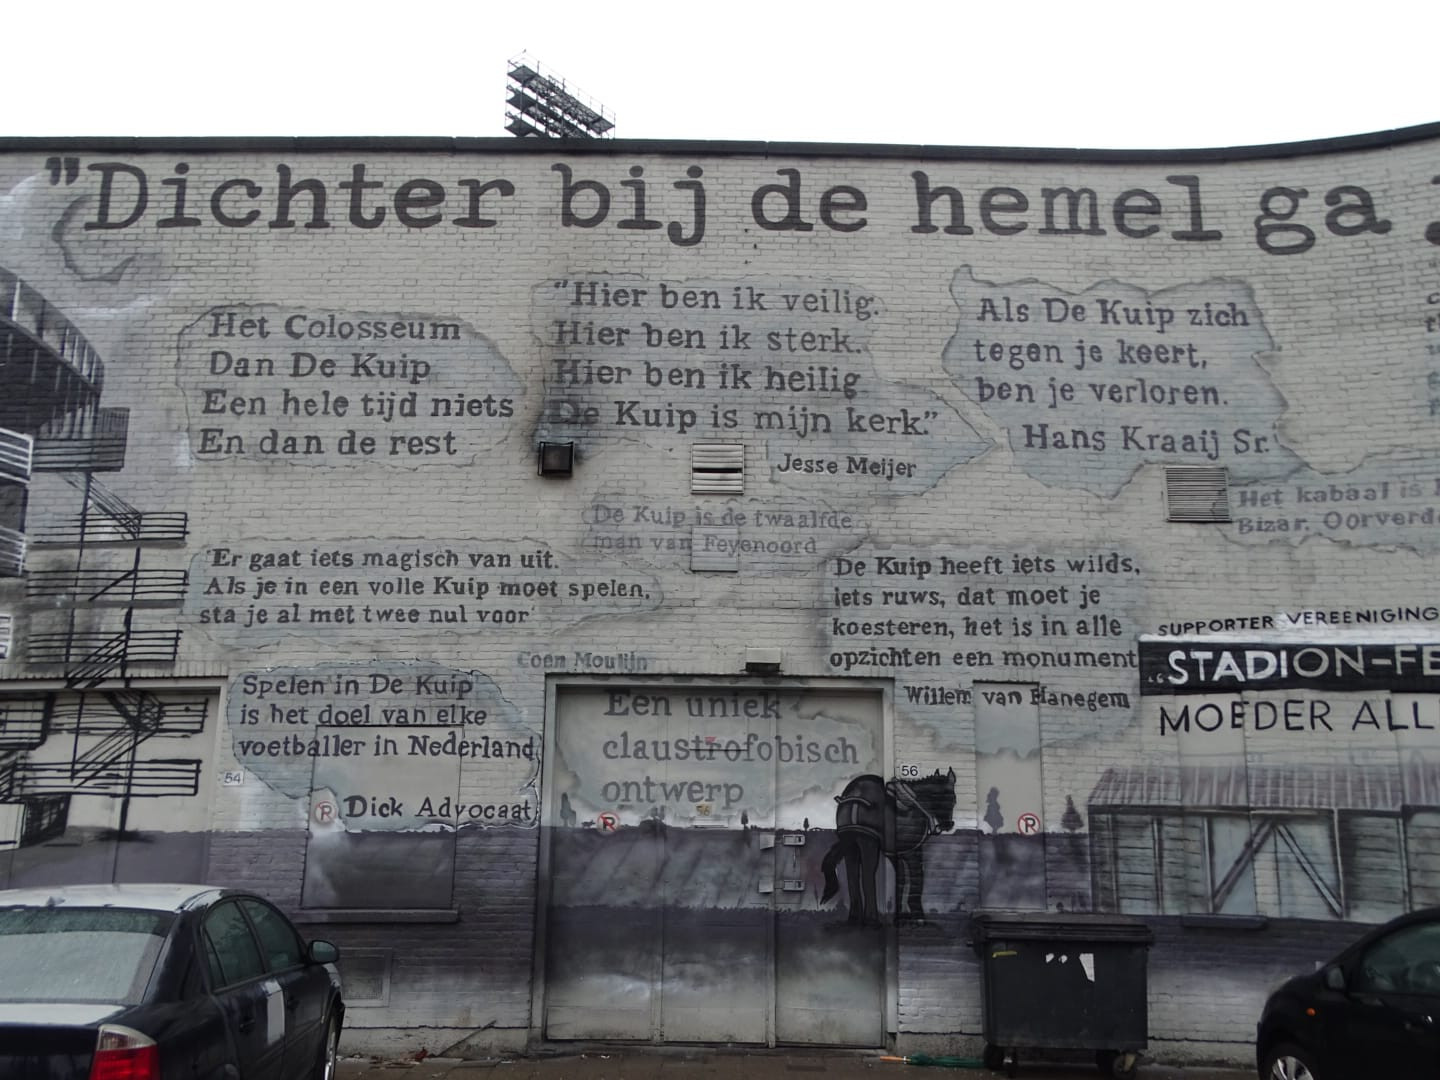 "Dichter bij de hemel ga
Het Colosseum
Dan De Kuip
Een hele tijd niets
En dan de rest
"Hier ben ik veilig.
Hier ben ik sterk.
Hier ben ik heilig
De Kuip is mijn kerk."
Jesse Meijer
Als De Kuip zich
tegen je keert,
ben je verloren.
Hans Kraaij Sr.
Het kabaal is
Bizar. Oorverd
De Kuip is de twaalfde
man van Feyenoord
'Er gaat iets magisch van uit.
Als je in een volle Kuip moet spelen,
sta je al met twee nul voor'
Coen Moulijn
De Kuip heeft iets wilds,
iets ruws, dat moet je
koesteren, het is in alle
opzichten een monument
Willem van Hanegem
SUPPORTER VEREENIGING
"STADION-FE
MOEDER ALL
Spelen in De Kuip
is het doel van elke
voetballer in Nederland
Dick Advocaat
Een uniek
claustrofobisch
ontwerp
54
56
56
P
P
P